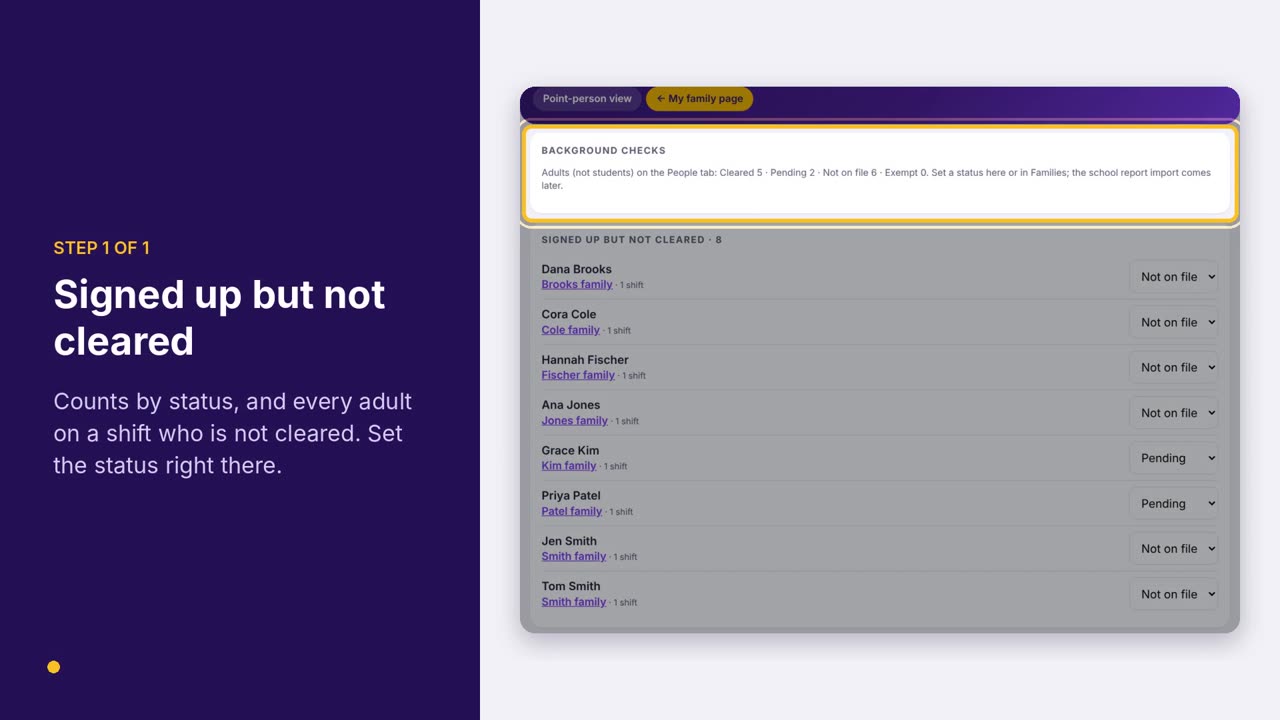 STEP 1 OF 1
Signed up but not
cleared
Counts by status, and every adult
on a shift who is not cleared. Set
the status right there.
Point-person view
← My family page
BACKGROUND CHECKS
Adults (not students) on the People tab: Cleared 5 · Pending 2 · Not on file 6 · Exempt 0. Set a status here or in Families; the school report import comes
later.
SIGNED UP BUT NOT CLEARED · 8
Dana Brooks
Brooks family · 1 shift
Not on file
Cora Cole
Cole family · 1 shift
Not on file
Hannah Fischer
Fischer family · 1 shift
Not on file
Ana Jones
Jones family · 1 shift
Not on file
Grace Kim
Kim family · 1 shift
Pending
Priya Patel
Patel family · 1 shift
Pending
Jen Smith
Smith family · 1 shift
Not on file
Tom Smith
Smith family · 1 shift
Not on file